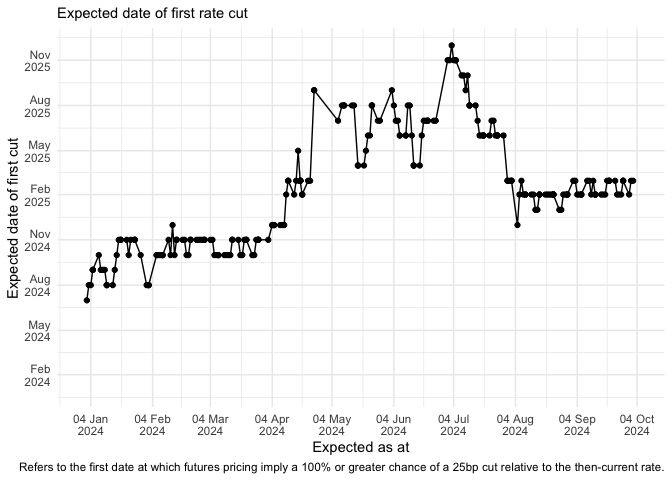 Expected date of first rate cut
Expected date of first cut
Nov
2025
Aug
2025
May
2025
Feb
2025
Nov
2024
Aug
2024
May
2024
Feb
2024
04 Jan
2024
04 Feb
2024
04 Mar
2024
04 Apr
2024
04 May
2024
04 Jun
2024
04 Jul
2024
04 Aug
2024
04 Sep
2024
04 Oct
2024
Expected as at
Refers to the first date at which futures pricing imply a 100% or greater chance of a 25bp cut relative to the then-current rate.